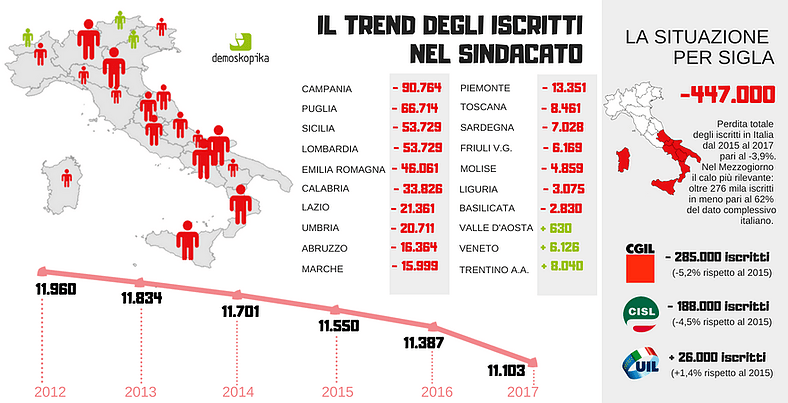 demoskopika
IL TREND DEGLI ISCRITTI
NEL SINDACATO
CAMPANIA - 90.764
PUGLIA - 66.714
SICILIA - 53.729
LOMBARDIA - 53.729
EMILIA ROMAGNA - 46.061
CALABRIA - 33.826
LAZIO - 21.361
UMBRIA - 20.711
ABRUZZO - 16.364
MARCHE - 15.999
PIEMONTE - 13.351
TOSCANA - 8.461
SARDEGNA - 7.028
FRIULI V.G. - 6.169
MOLISE - 4.859
LIGURIA - 3.075
BASILICATA - 2.830
VALLE D'AOSTA + 630
VENETO + 6.126
TRENTINO A.A. + 8.040
11.960
11.834
11.701
11.550
11.387
11.103
2012
2013
2014
2015
2016
2017
LA SITUAZIONE
PER SIGLA
-447.000
Perdita totale
degli iscritti in Italia
dal 2015 al 2017
pari al -3,9%.
Nel Mezzogiorno
il calo più rilevante:
oltre 276 mila iscritti
in meno pari al 62%
del dato complessivo
italiano.
CGIL
- 285.000 iscritti
(-5,2% rispetto al 2015)
CISL
- 188.000 iscritti
(-4,5% rispetto al 2015)
UIL
+ 26.000 iscritti
(+1,4% rispetto al 2015)